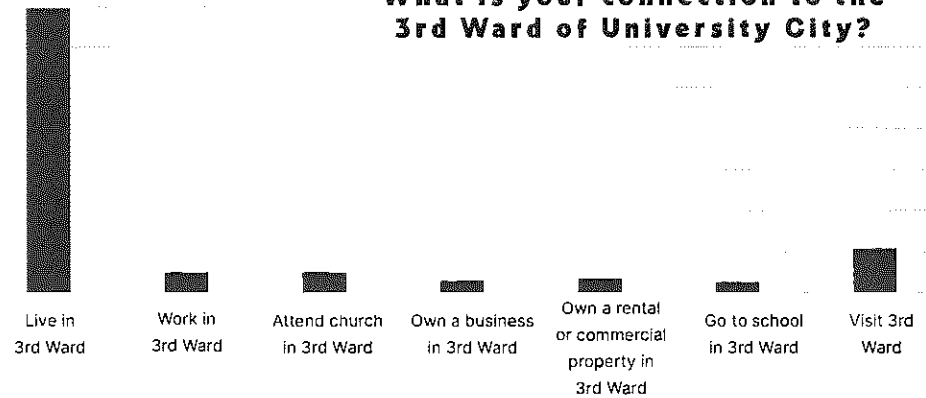 What is your connection to the
3rd Ward of University City?
Live in
3rd Ward
Work in
3rd Ward
Attend church
in 3rd Ward
Own a business
in 3rd Ward
Own a rental
or commercial
property in
3rd Ward
Go to school
in 3rd Ward
Visit 3rd
Ward